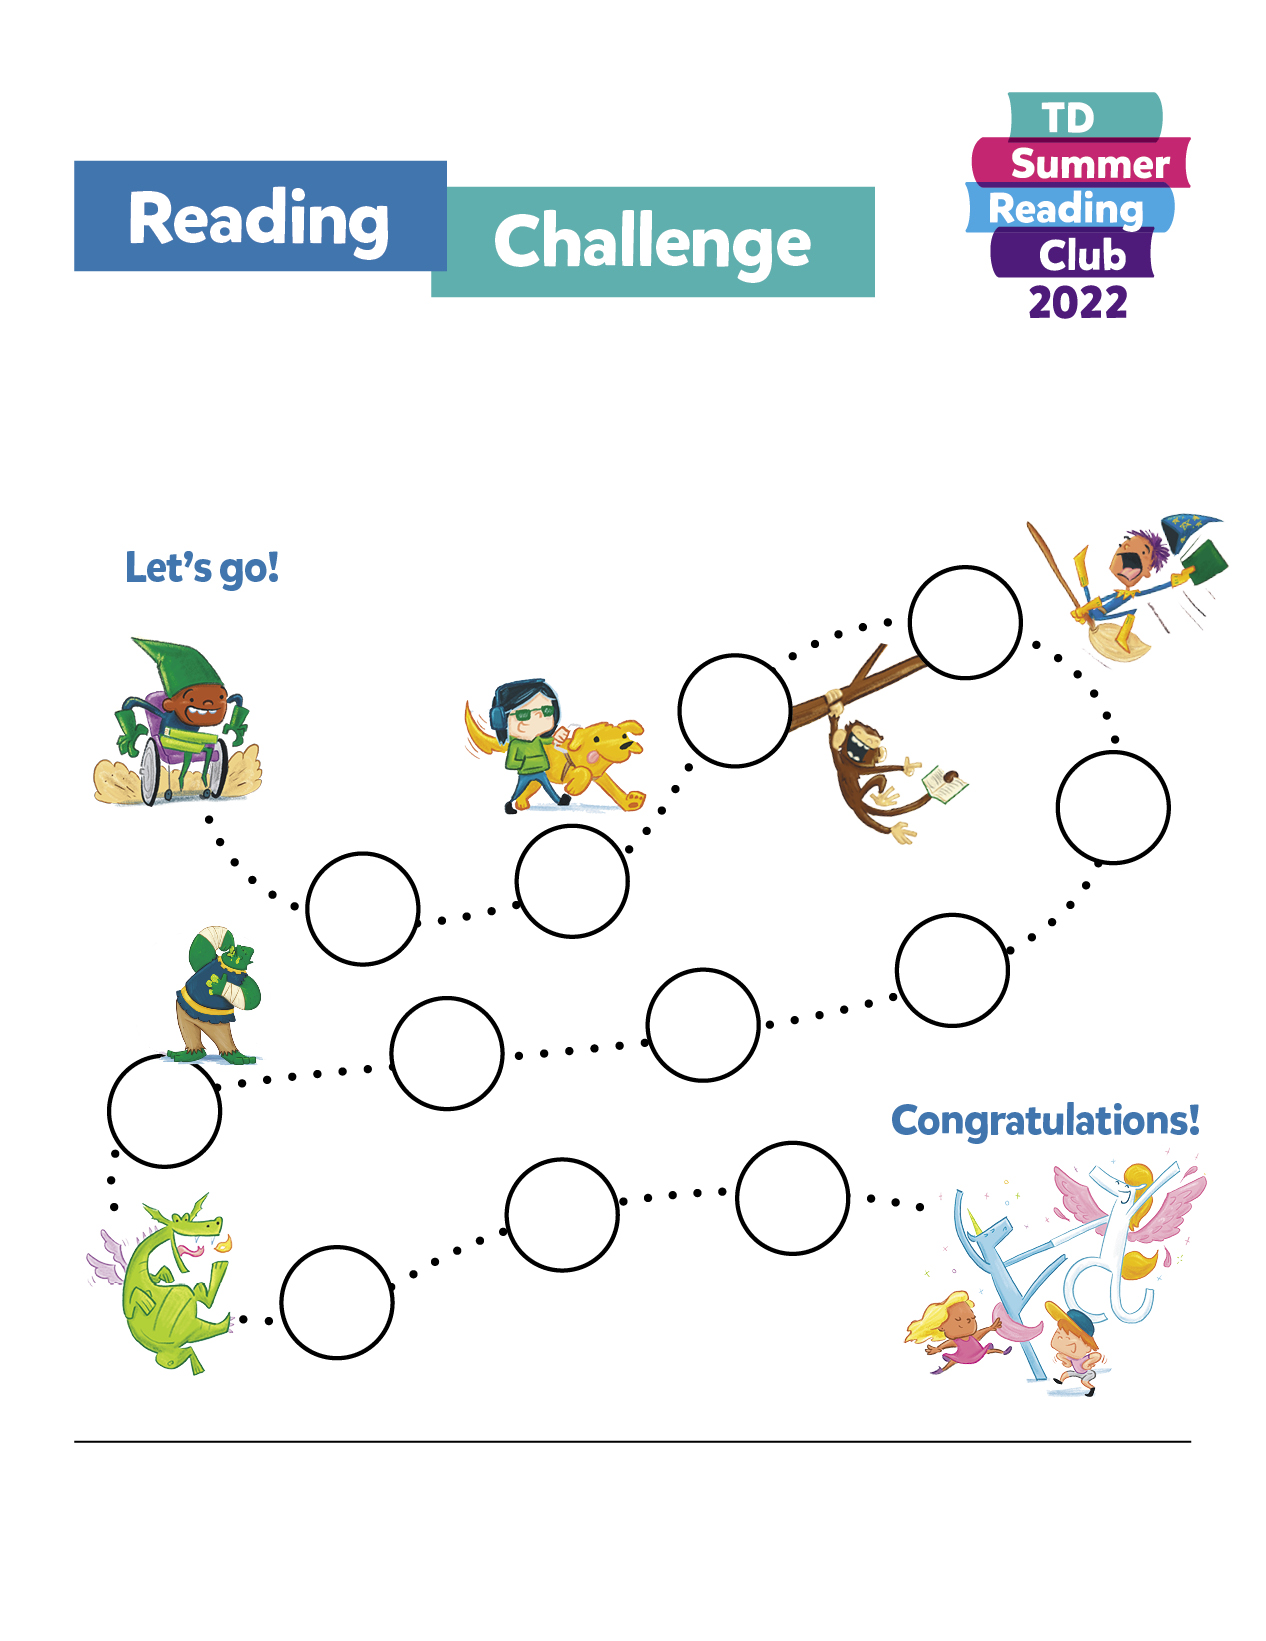 Reading
Challenge
TD
Summer
Reading
Club
2022
Let's go!
Congratulations!